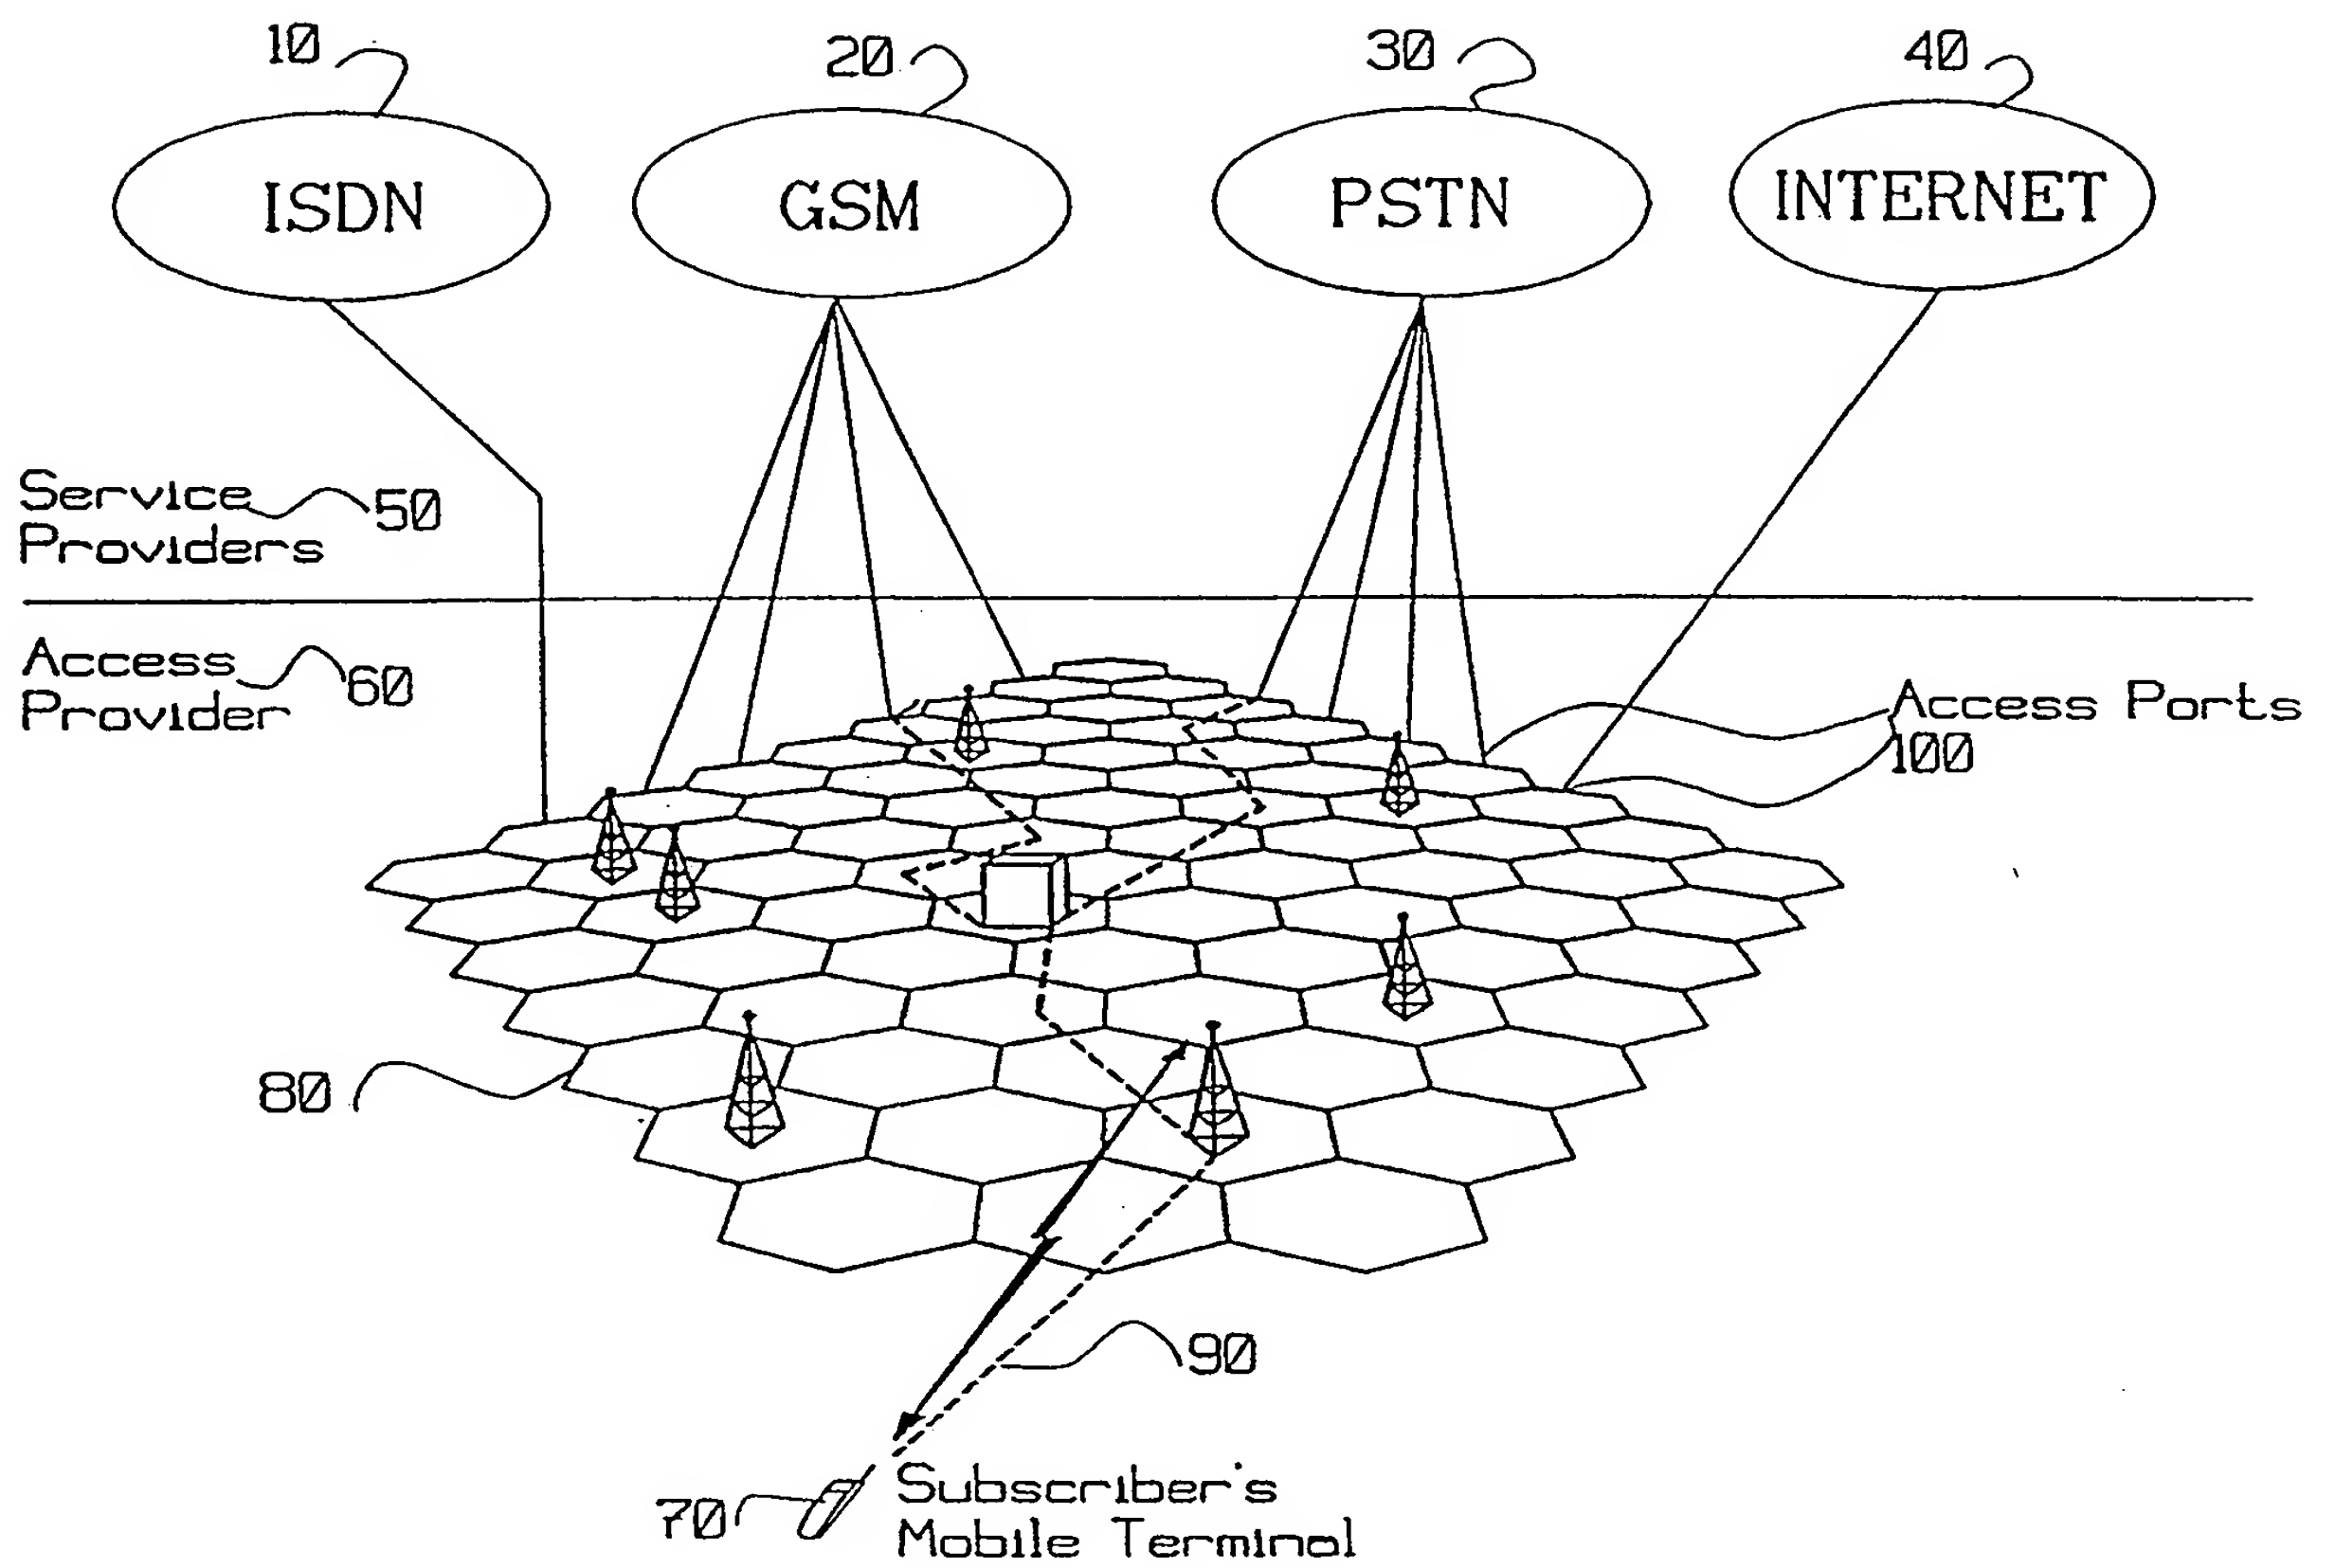 10
20
30
40
ISDN
GSM
PSTN
INTERNET
Service
Providers
50
Access
Provider
60
Access Ports
100
80
90
70
Subscriber's
Mobile Terminal